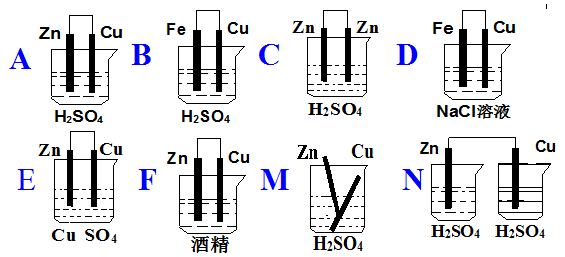 A Zn Cu H₂SO₄
B Fe Cu H₂SO₄
C Zn Zn H₂SO₄
D Fe Cu NaCl溶液
E Zn Cu Cu SO₄
F Zn Cu 酒精
M Zn Cu H₂SO₄
N Zn Cu H₂SO₄ H₂SO₄